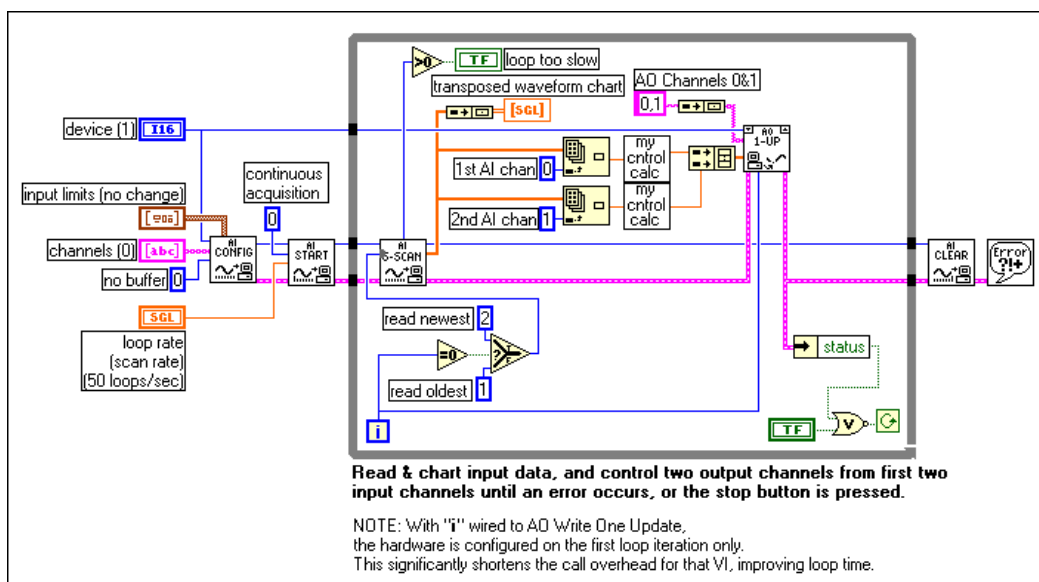 >0
TF
loop too slow
transposed waveform chart
[SGL]
AO Channels 0&1
0,1
device (1)
I16
AO
1-UP
my
cntrol
calc
1st AI chan
0
continuous
acquisition
0
input limits (no change)
my
cntrol
calc
2nd AI chan
1
channels (0)
[abc]
AI
CONFIG
AI
START
AI
S-SCAN
AI
CLEAR
Error
?!+
no buffer
0
SGL
read newest
2
loop rate
(scan rate)
(50 loops/sec)
=0
?
T
F
status
read oldest
1
i
TF
V
Read & chart input data, and control two output channels from first two
input channels until an error occurs, or the stop button is pressed.
NOTE: With "i" wired to AO Write One Update,
the hardware is configured on the first loop iteration only.
This significantly shortens the call overhead for that VI, improving loop time.